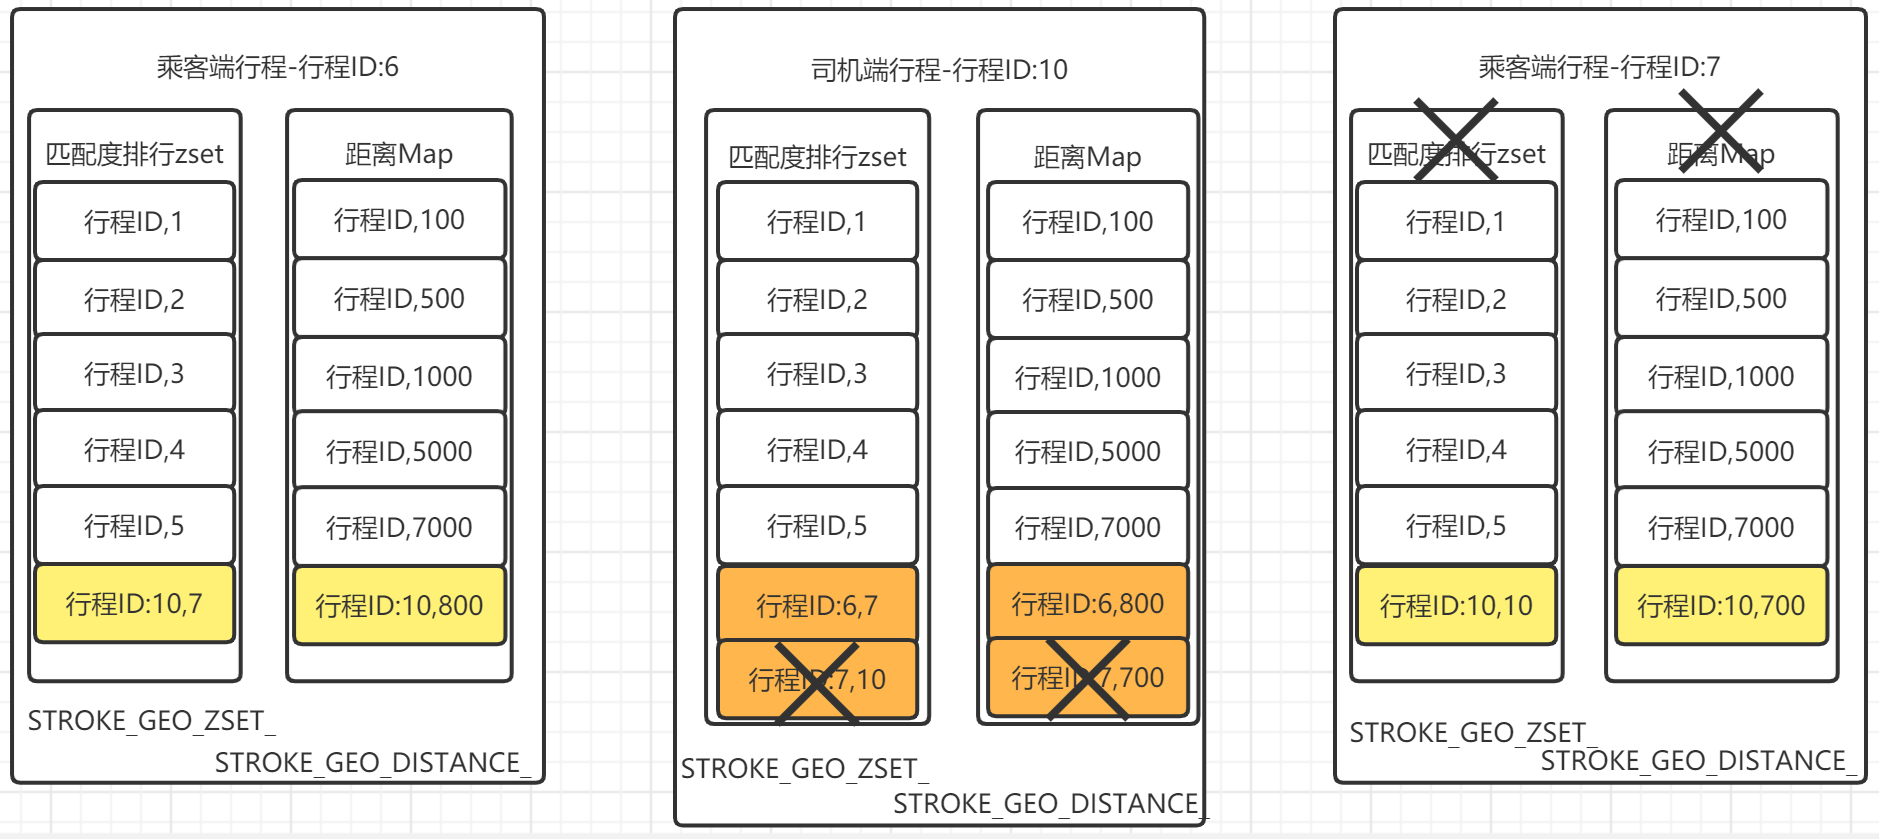 乘客端行程-行程ID:6
匹配度排行zset
行程ID,1
行程ID,2
行程ID,3
行程ID,4
行程ID,5
行程ID:10,7
距离Map
行程ID,100
行程ID,500
行程ID,1000
行程ID,5000
行程ID,7000
行程ID:10,800
STROKE_GEO_ZSET_
STROKE_GEO_DISTANCE_
司机端行程-行程ID:10
匹配度排行zset
行程ID,1
行程ID,2
行程ID,3
行程ID,4
行程ID,5
行程ID:6,7
行程ID:7,10
距离Map
行程ID,100
行程ID,500
行程ID,1000
行程ID,5000
行程ID,7000
行程ID:6,800
行程ID:7,700
STROKE_GEO_ZSET_
STROKE_GEO_DISTANCE_
乘客端行程-行程ID:7
匹配度排行zset
行程ID,1
行程ID,2
行程ID,3
行程ID,4
行程ID,5
行程ID:10,10
距离Map
行程ID,100
行程ID,500
行程ID,1000
行程ID,5000
行程ID,7000
行程ID:10,700
STROKE_GEO_ZSET_
STROKE_GEO_DISTANCE_